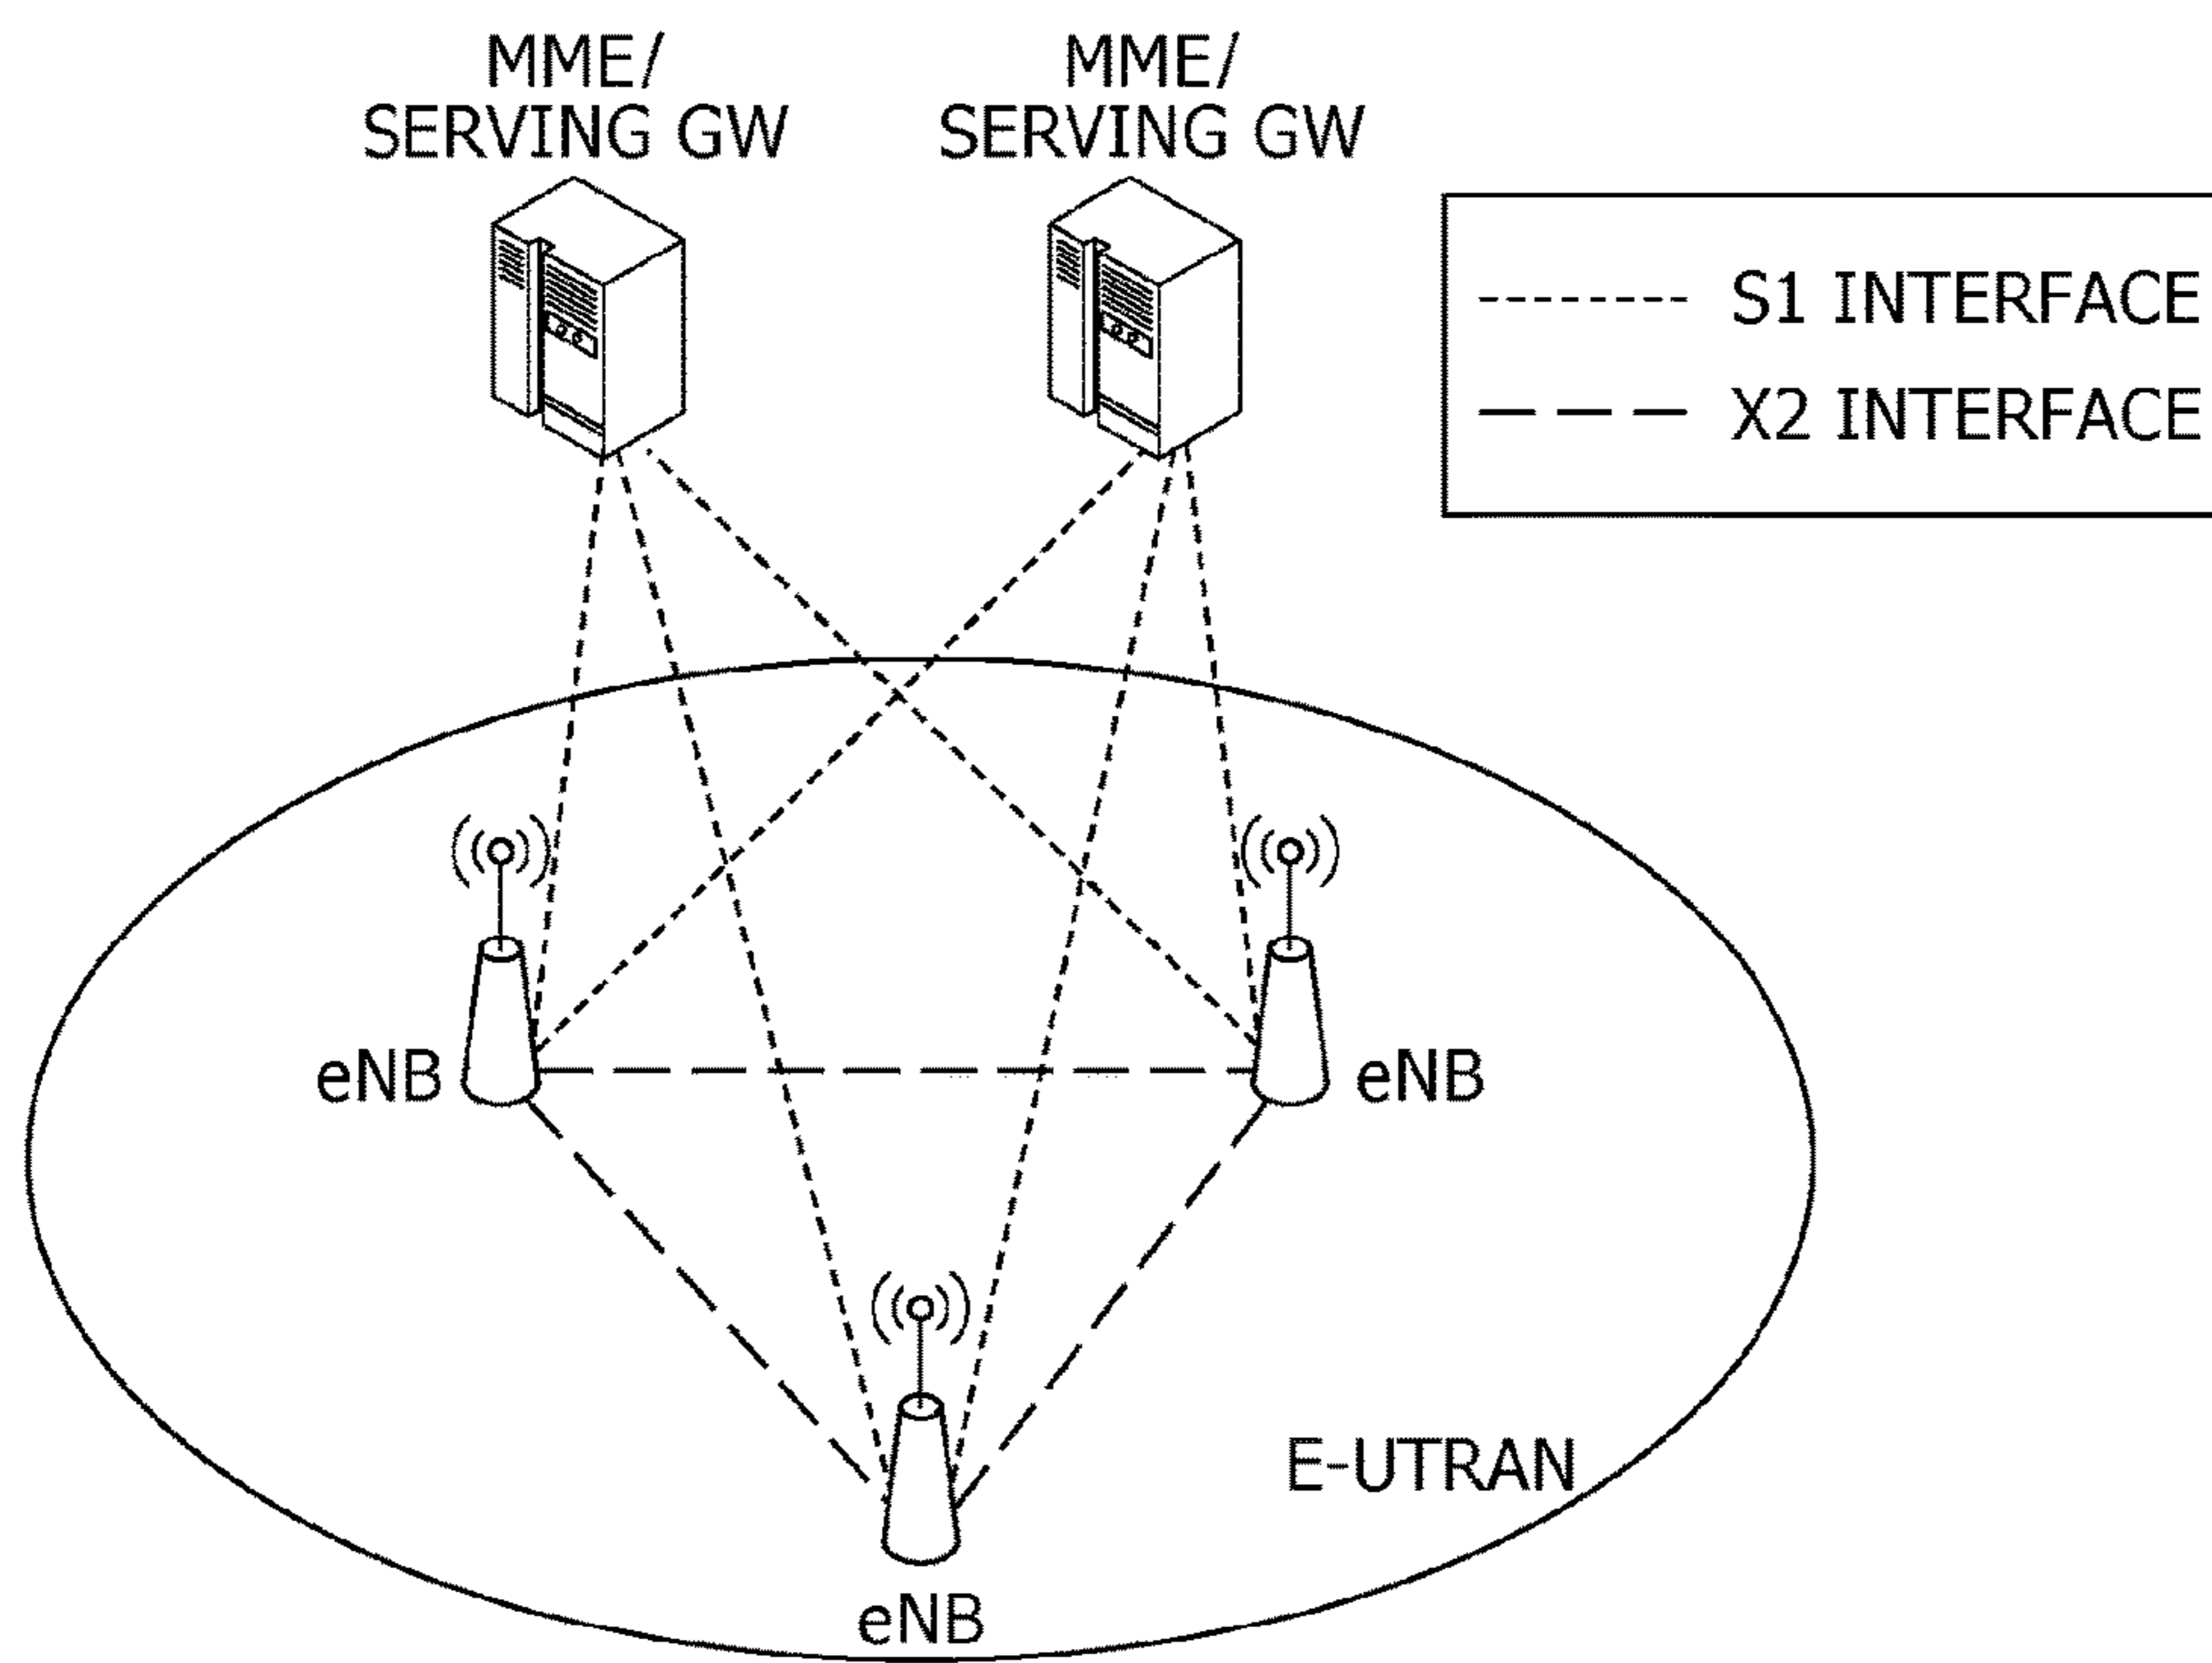 MME/
SERVING GW
MME/
SERVING GW
S1 INTERFACE
X2 INTERFACE
eNB
eNB
E-UTRAN
eNB